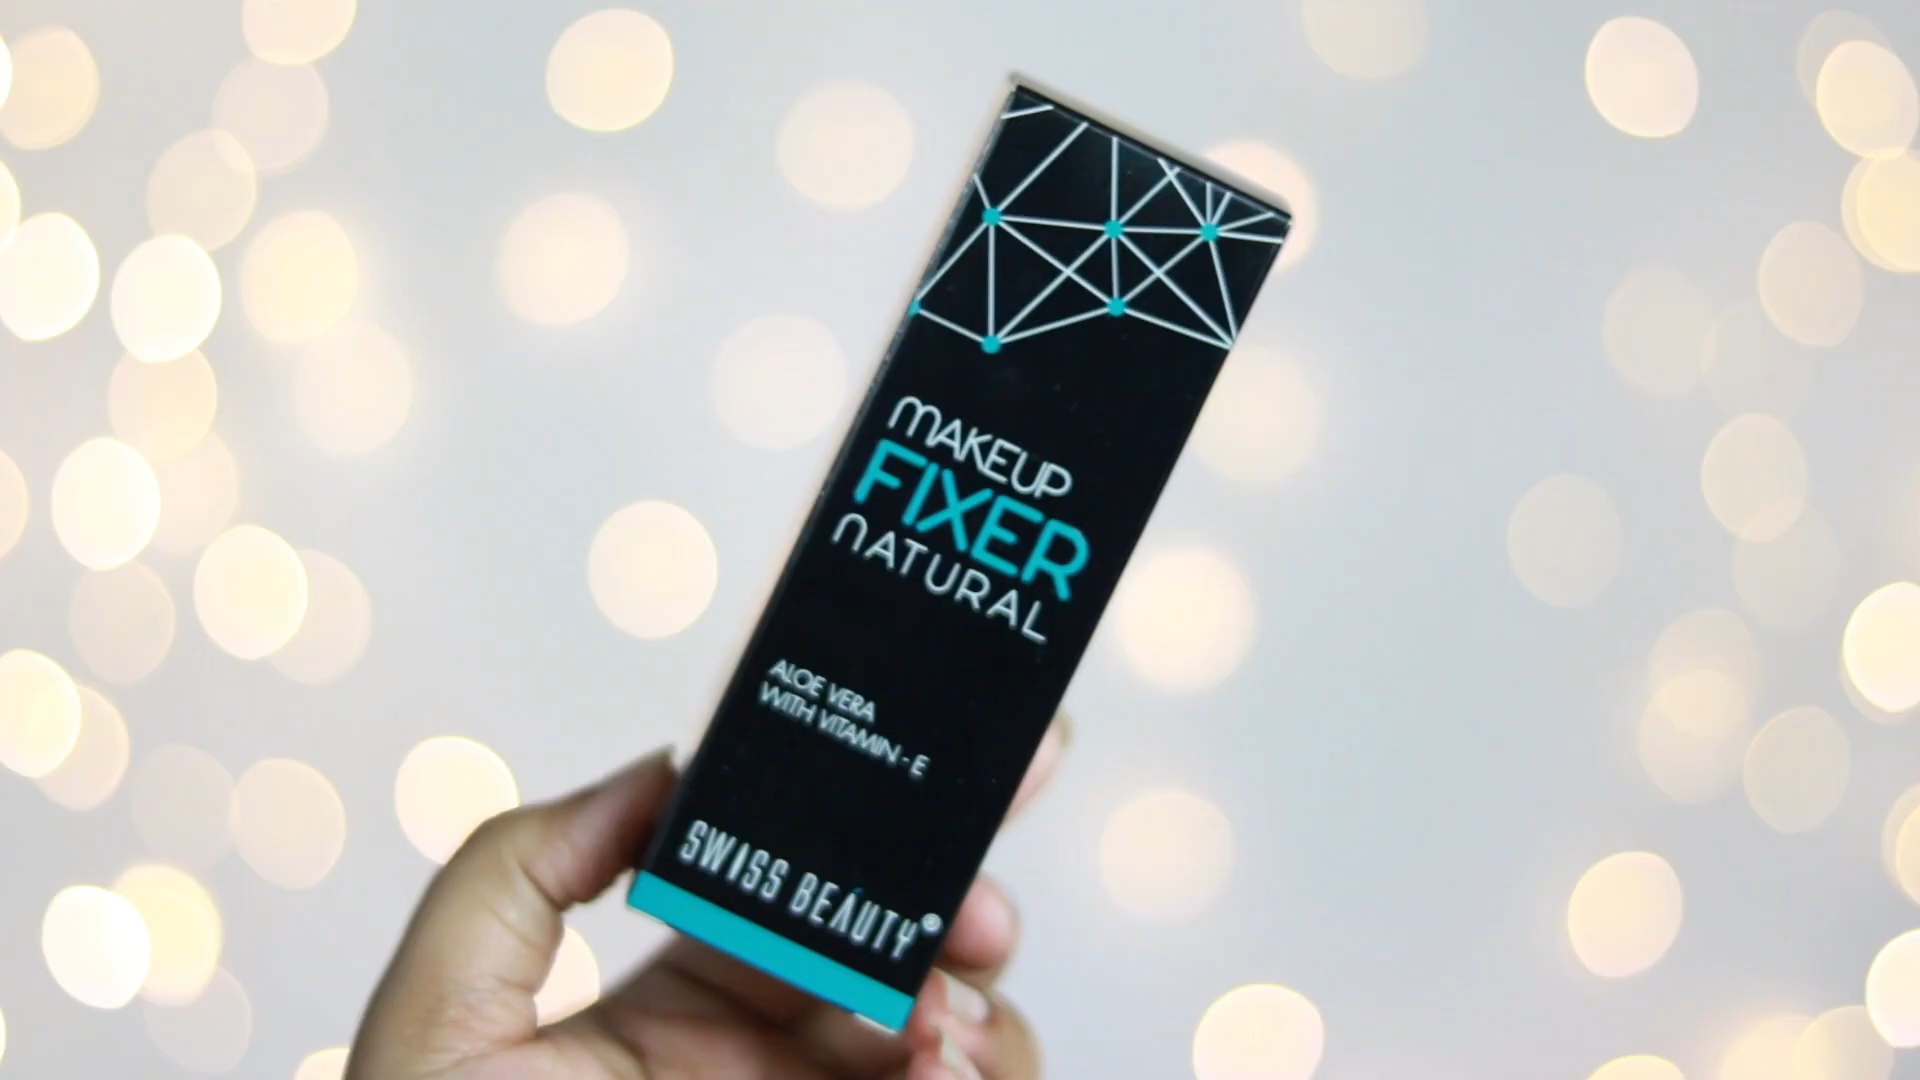 MAKEUP
FIXER
NATURAL
ALOE VERA
WITH VITAMIN - E
SWISS BEAUTY®